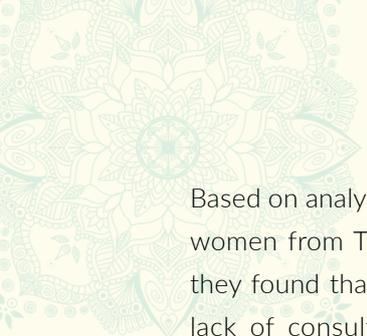 Based on analy
women from T
they found tha
lack of consul